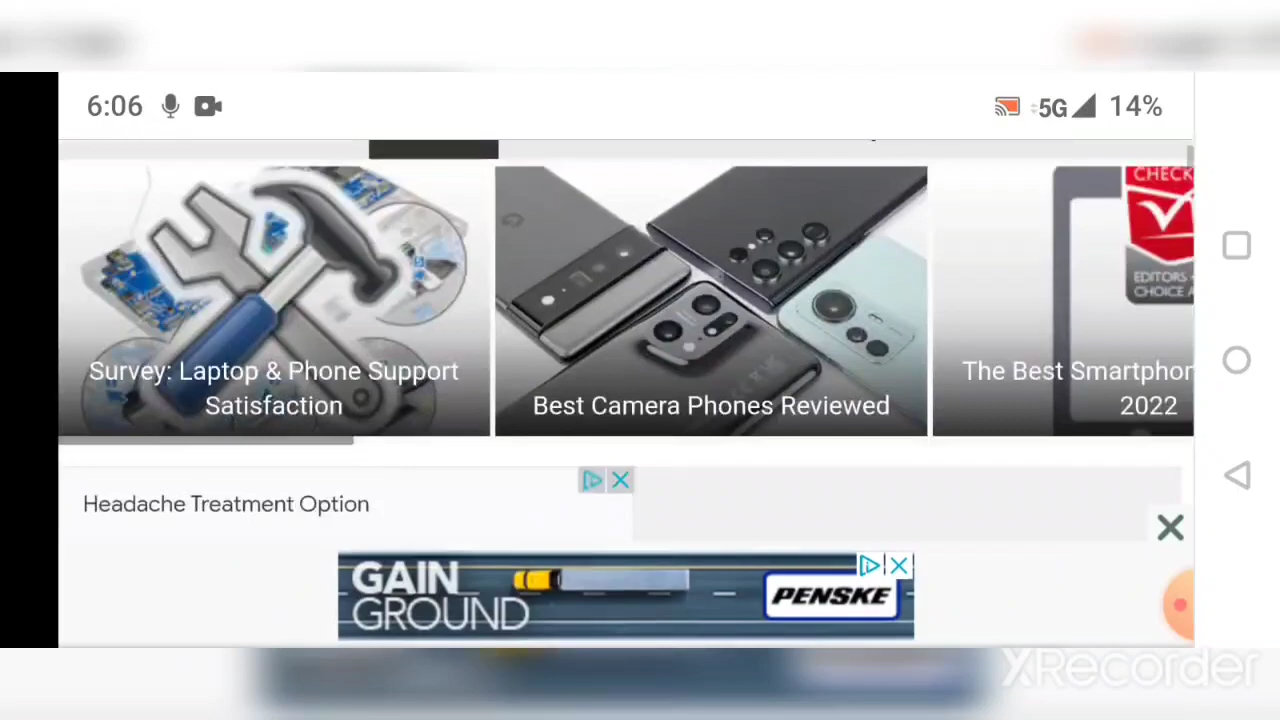 6:06
5G 14%
CHECK
EDITORS
CHOICE A
Survey: Laptop & Phone Support
Satisfaction
Best Camera Phones Reviewed
The Best Smartphon
2022
Headache Treatment Option
GAIN
GROUND
PENSKE
XRecorder